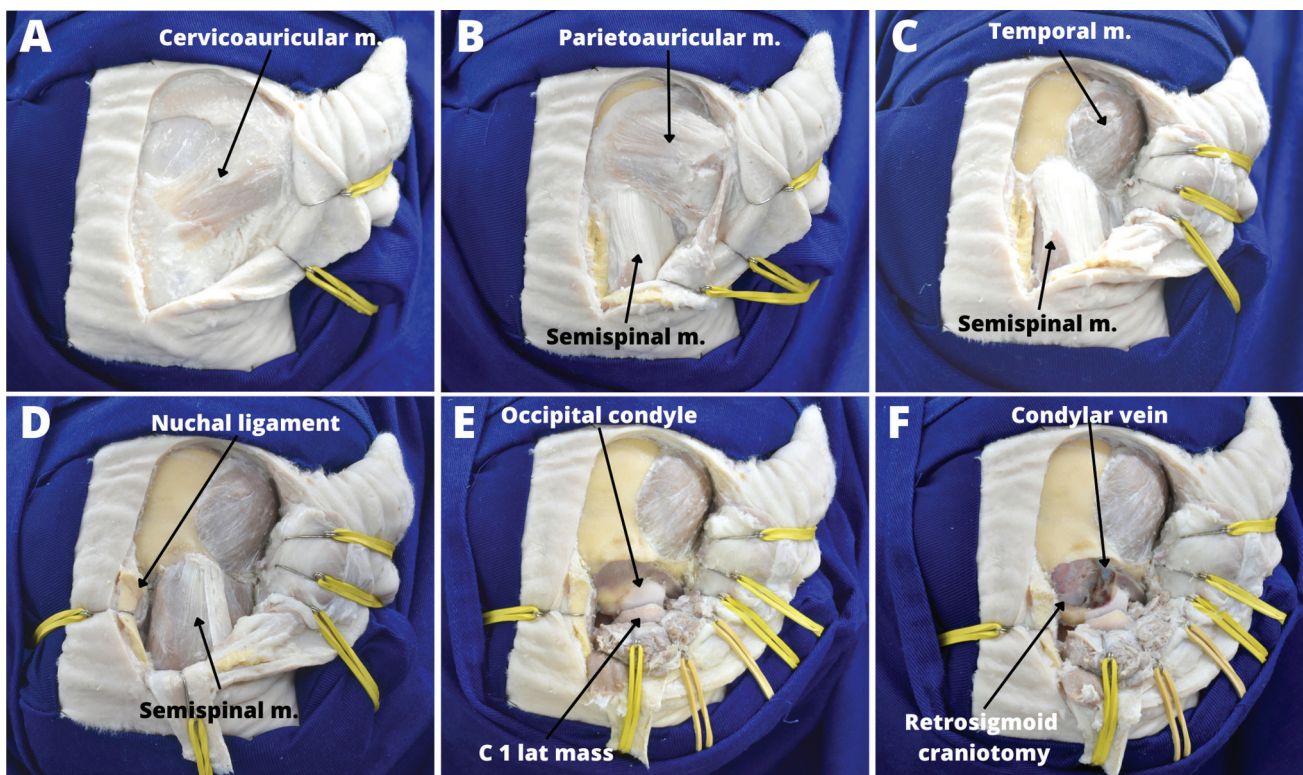 A
Cervicoauricular m.
B
Parietoauricular m.
Semispinal m.
C
Temporal m.
Semispinal m.
D
Nuchal ligament
Semispinal m.
E
Occipital condyle
C 1 lat mass
F
Condylar vein
Retrosigmoid
craniotomy